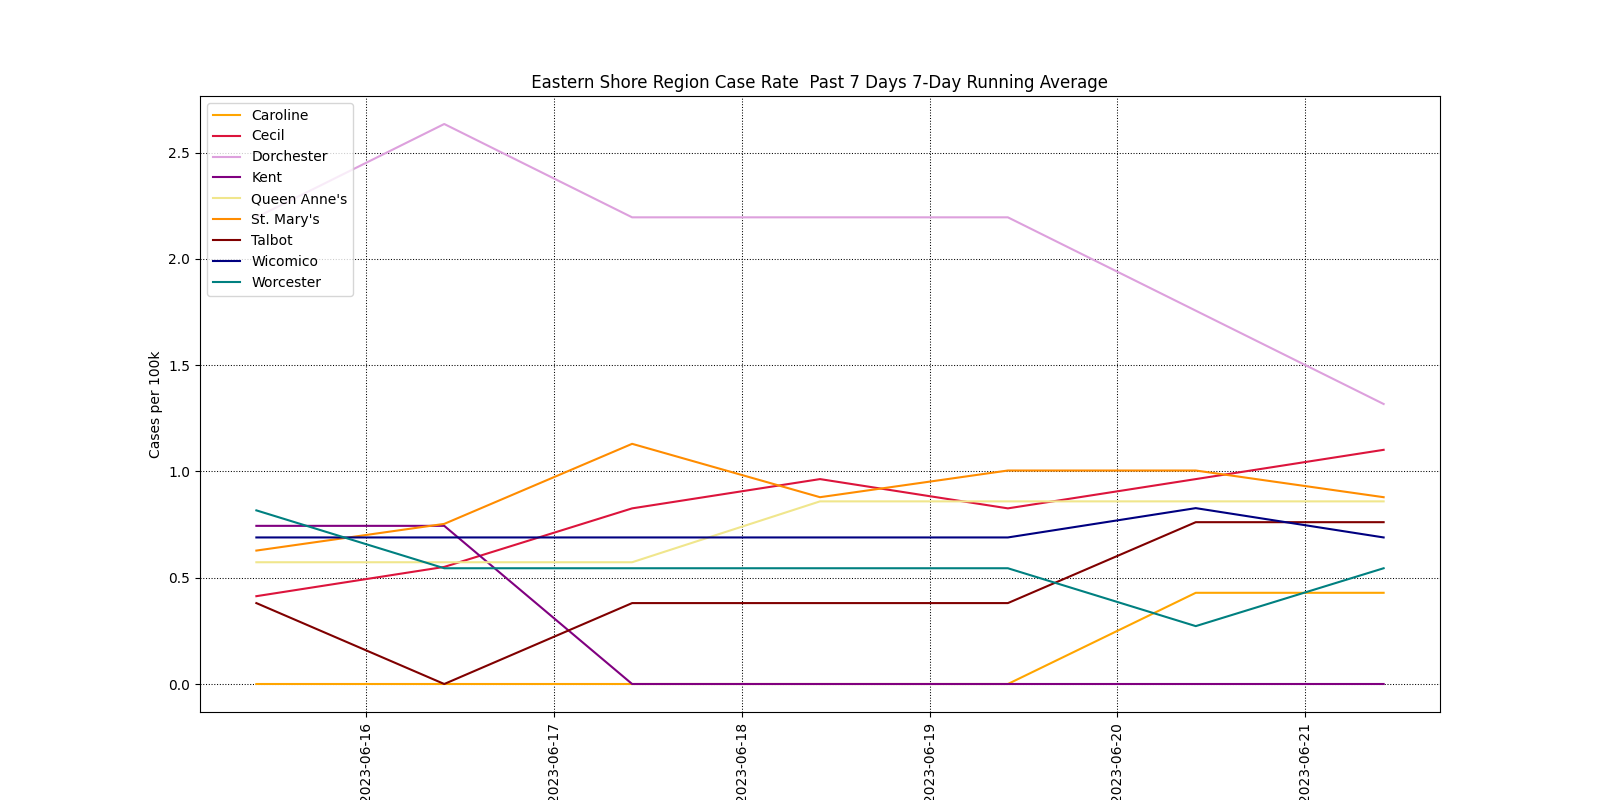 Eastern Shore Region Case Rate  Past 7 Days 7-Day Running Average
Caroline
Cecil
Dorchester
Kent
Queen Anne's
St. Mary's
Talbot
Wicomico
Worcester
Cases per 100k
2.5
2.0
1.5
1.0
0.5
0.0
2023-06-16
2023-06-17
2023-06-18
2023-06-19
2023-06-20
2023-06-21